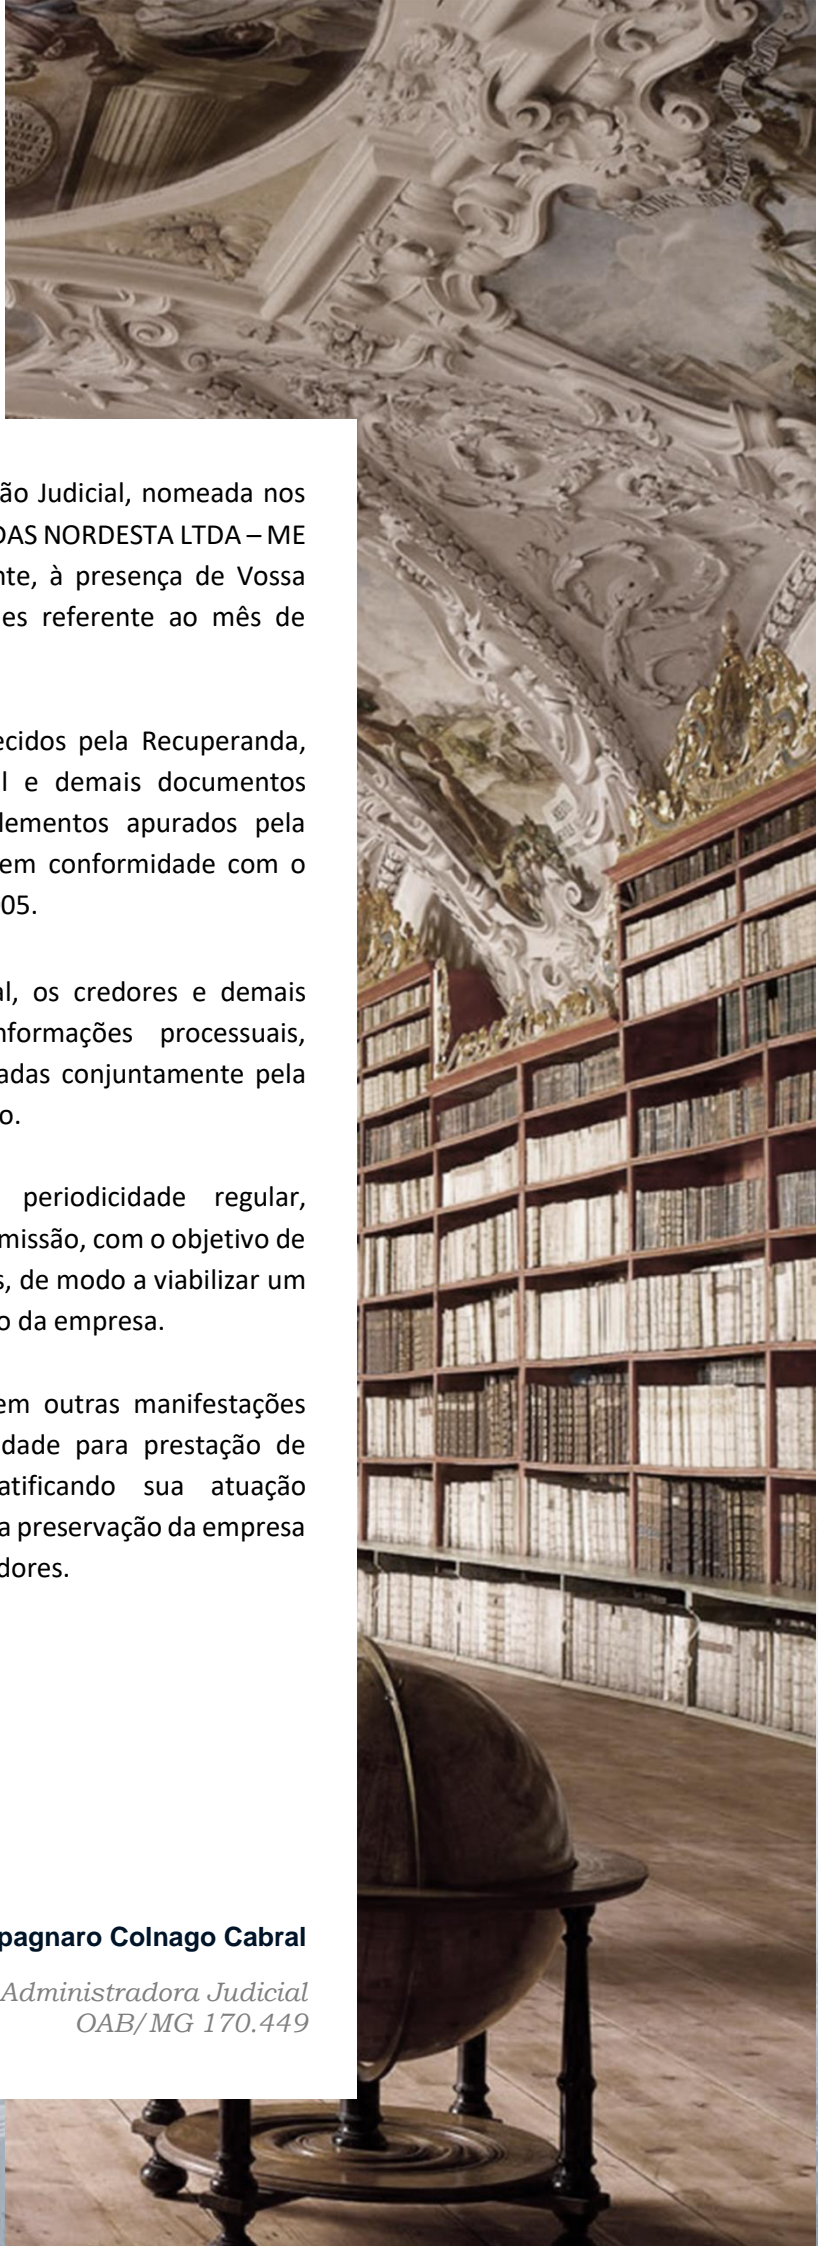 ão Judicial, nomeada nos
DAS NORDESTA LTDA – ME
nte, à presença de Vossa
es referente ao mês de
ecidos pela Recuperanda,
l e demais documentos
lementos apurados pela
em conformidade com o
05.
al, os credores e demais
nformações processuais,
adas conjuntamente pela
o.
periodicidade regular,
missão, com o objetivo de
s, de modo a viabilizar um
o da empresa.
em outras manifestações
dade para prestação de
atificando sua atuação
a preservação da empresa
dores.
pagnaro Colnago Cabral
Administradora Judicial
OAB/MG 170.449